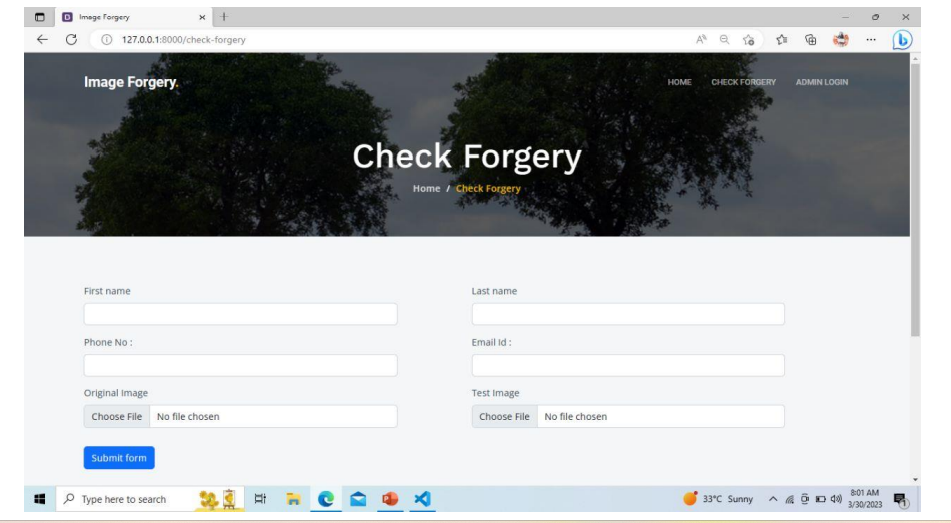 Image Forgery
127.0.0.1:8000/check-forgery
Image Forgery.
HOME CHECK FORGERY ADMIN LOGIN
Check Forgery
Home / Check Forgery
First name Last name
Phone No : Email Id :
Original Image Test Image
Choose File No file chosen Choose File No file chosen
Submit form
Type here to search 33°C Sunny 8:01 AM
3/30/2023